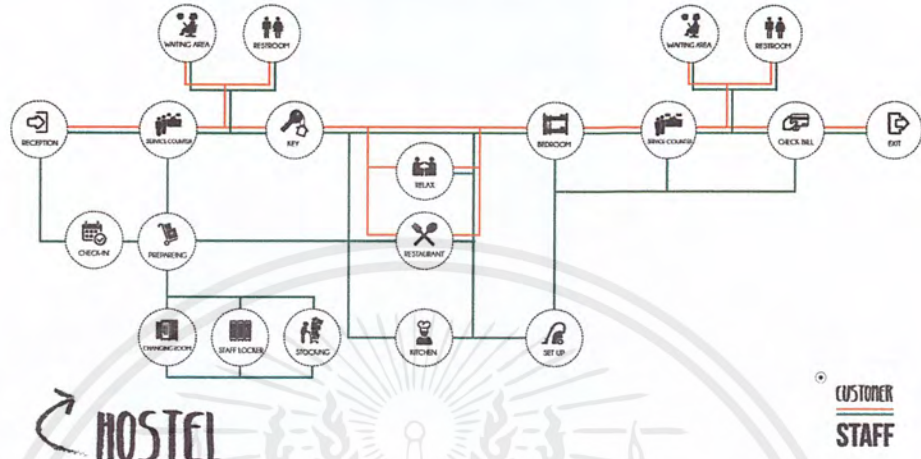 WAITING AREA
RESTROOM
WAITING AREA
RESTROOM
RECEPTION
SERVICE COUNTER
KEY
BEDROOM
SERVICE COUNTER
CHECK BILL
EXIT
RELAX
CHECK-IN
PREPAREING
RESTAURANT
CHANGING ROOM
STAFF LOCKER
STOCKING
KITCHEN
SET UP
HOSTEL
CUSTOMER
STAFF